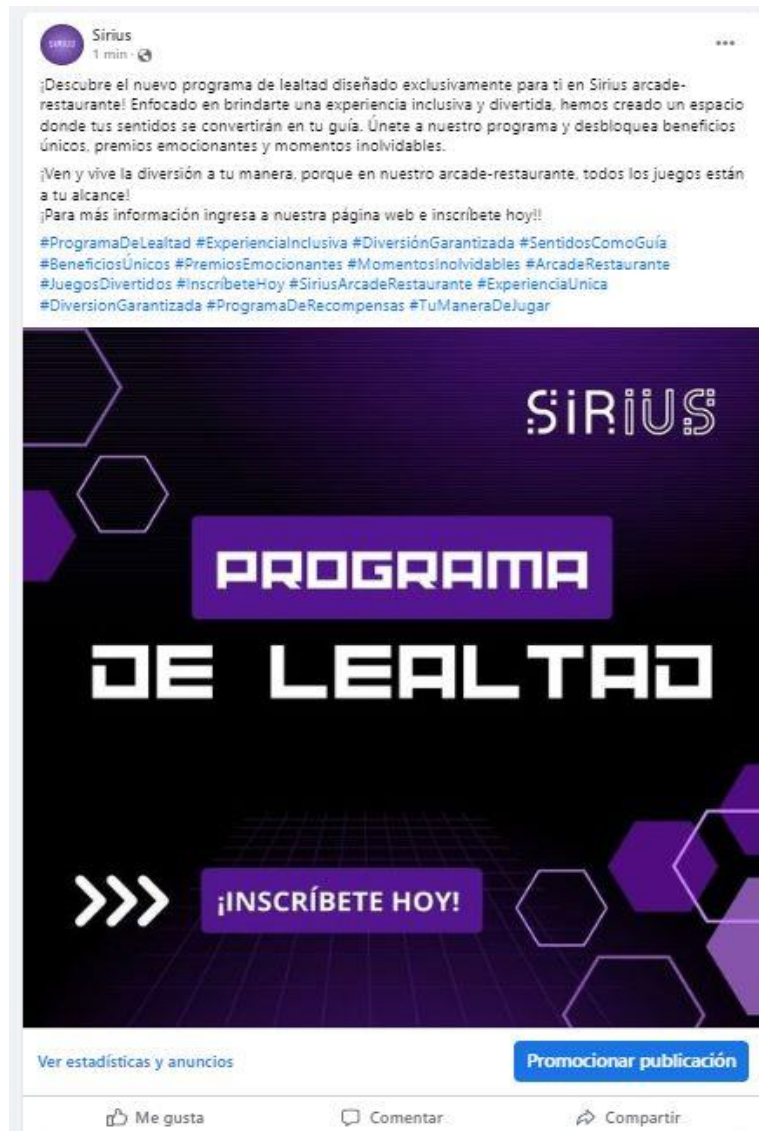 SIRIUS
Sirius
1 min ·
¡Descubre el nuevo programa de lealtad diseñado exclusivamente para ti en Sirius arcade-
restaurante! Enfocado en brindarte una experiencia inclusiva y divertida, hemos creado un espacio
donde tus sentidos se convertirán en tu guía. Únete a nuestro programa y desbloquea beneficios
únicos, premios emocionantes y momentos inolvidables.
¡Ven y vive la diversión a tu manera, porque en nuestro arcade-restaurante, todos los juegos están
a tu alcance!
¡Para más información ingresa a nuestra página web e inscríbete hoy!!
#ProgramaDeLealtad #ExperienciaInclusiva #DiversiónGarantizada #SentidosComoGuía
#BeneficiosÚnicos #PremiosEmocionantes #MomentosInolvidables #ArcadeRestaurante
#JuegosDivertidos #InscríbeteHoy #SiriusArcadeRestaurante #ExperienciaUnica
#DiversionGarantizada #ProgramaDeRecompensas #TuManeraDeJugar
SiRiUS
PROGRAMA
DE LEALTAD
¡INSCRÍBETE HOY!
Ver estadísticas y anuncios
Promocionar publicación
Me gusta
Comentar
Compartir